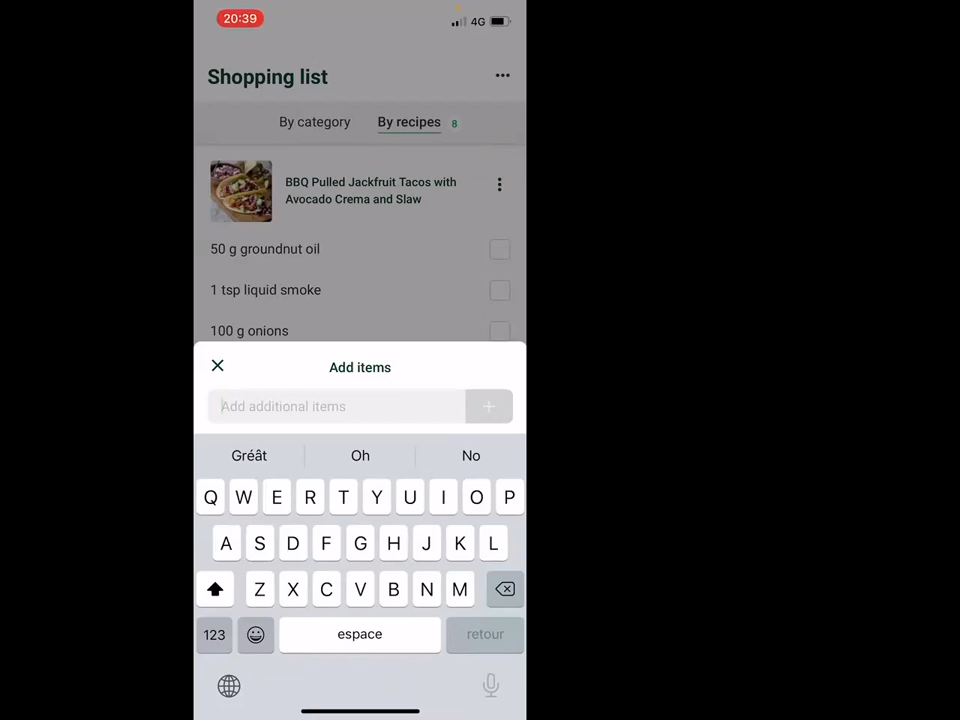 20:39
4G
Shopping list
By category
By recipes 8
BBQ Pulled Jackfruit Tacos with
Avocado Crema and Slaw
50 g groundnut oil
1 tsp liquid smoke
100 g onions
Add items
Add additional items
Gréât
Oh
No
Q W E R T Y U I O P
A S D F G H J K L
Z X C V B N M
123
espace
retour